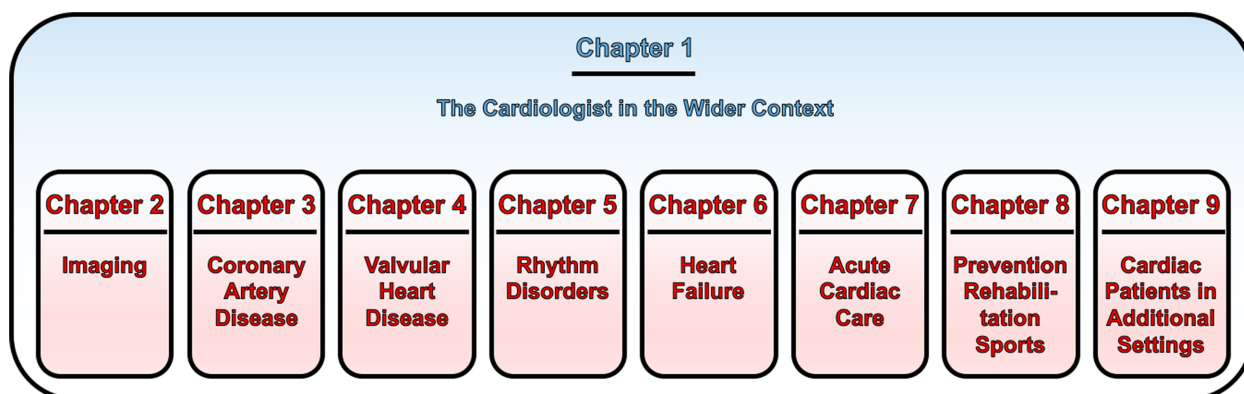 Chapter 1
The Cardiologist in the Wider Context
Chapter 2
Imaging
Chapter 3
Coronary
Artery
Disease
Chapter 4
Valvular
Heart
Disease
Chapter 5
Rhythm
Disorders
Chapter 6
Heart
Failure
Chapter 7
Acute
Cardiac
Care
Chapter 8
Prevention
Rehabili-
tation
Sports
Chapter 9
Cardiac
Patients in
Additional
Settings